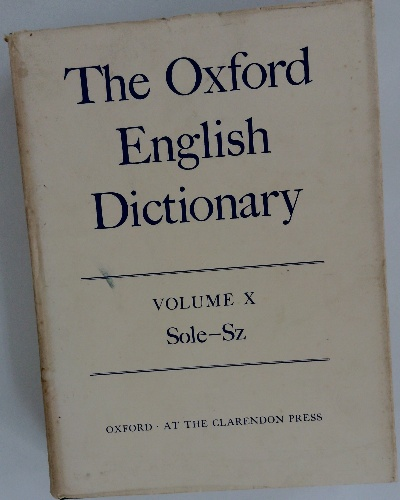 The Oxford
English
Dictionary
VOLUME X
Sole–Sz
OXFORD · AT THE CLARENDON PRESS